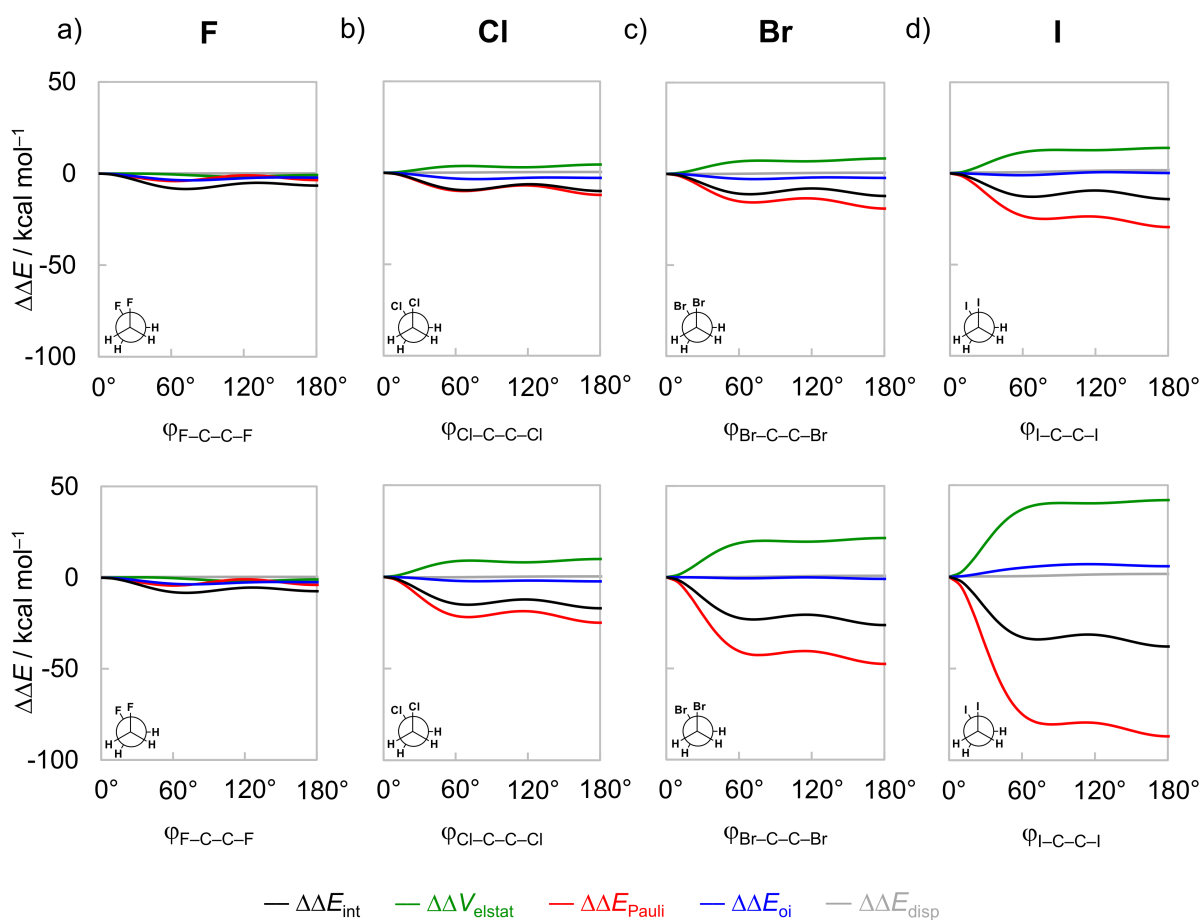 a) F b) Cl c) Br d) I
ΔΔE / kcal mol⁻¹
50
0
-50
-100
F F H H H H
Cl Cl H H H H
Br Br H H H H
I I H H H H
0° 60° 120° 180° 0° 60° 120° 180° 0° 60° 120° 180° 0° 60° 120° 180°
φF–C–C–F φCl–C–C–Cl φBr–C–C–Br φI–C–C–I
ΔΔE / kcal mol⁻¹
50
0
-50
-100
F F H H H H
Cl Cl H H H H
Br Br H H H H
I I H H H H
0° 60° 120° 180° 0° 60° 120° 180° 0° 60° 120° 180° 0° 60° 120° 180°
φF–C–C–F φCl–C–C–Cl φBr–C–C–Br φI–C–C–I
ΔΔEint ΔΔVelstat ΔΔEPauli ΔΔEoi ΔΔEdisp